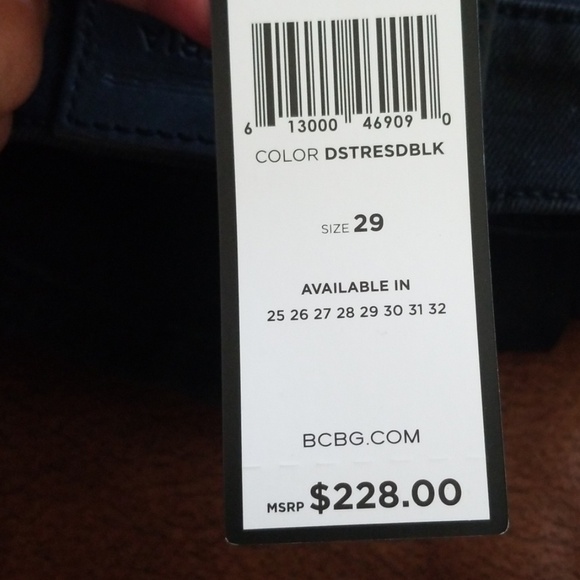 6 13000 46909 0
COLOR DSTRESDBLK
SIZE 29
AVAILABLE IN
25 26 27 28 29 30 31 32
BCBG.COM
MSRP $228.00